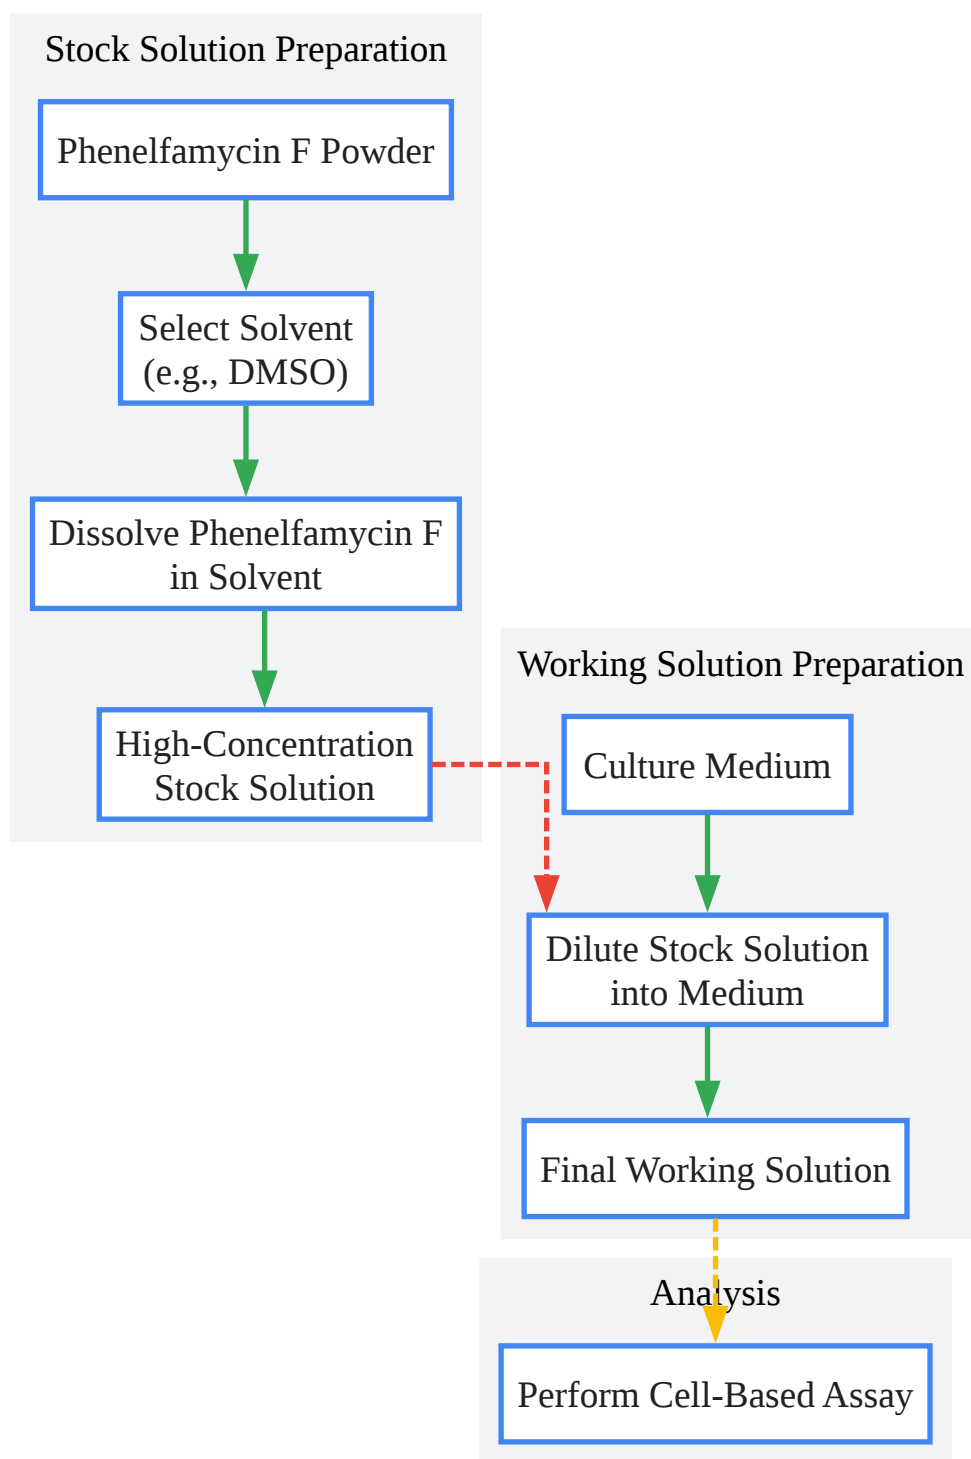 Stock Solution Preparation
Phenelfamycin F Powder
Select Solvent
(e.g., DMSO)
Dissolve Phenelfamycin F
in Solvent
High-Concentration
Stock Solution
Working Solution Preparation
Culture Medium
Dilute Stock Solution
into Medium
Final Working Solution
Analysis
Perform Cell-Based Assay